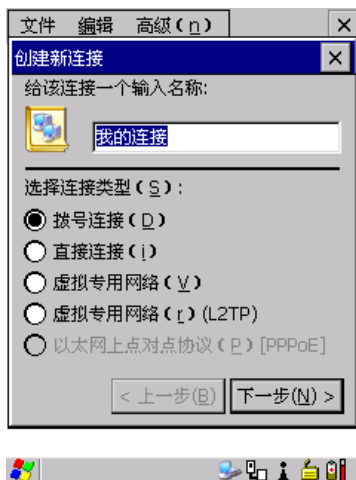 文件 编辑 高级(n) ×
创建新连接 ×
给该连接一个输入名称:
我的连接
选择连接类型(S):
拨号连接(D)
直接连接(i)
虚拟专用网络(V)
虚拟专用网络(r)(L2TP)
以太网上点对点协议(P)[PPPoE]
< 上一步(B) 下一步(N) >